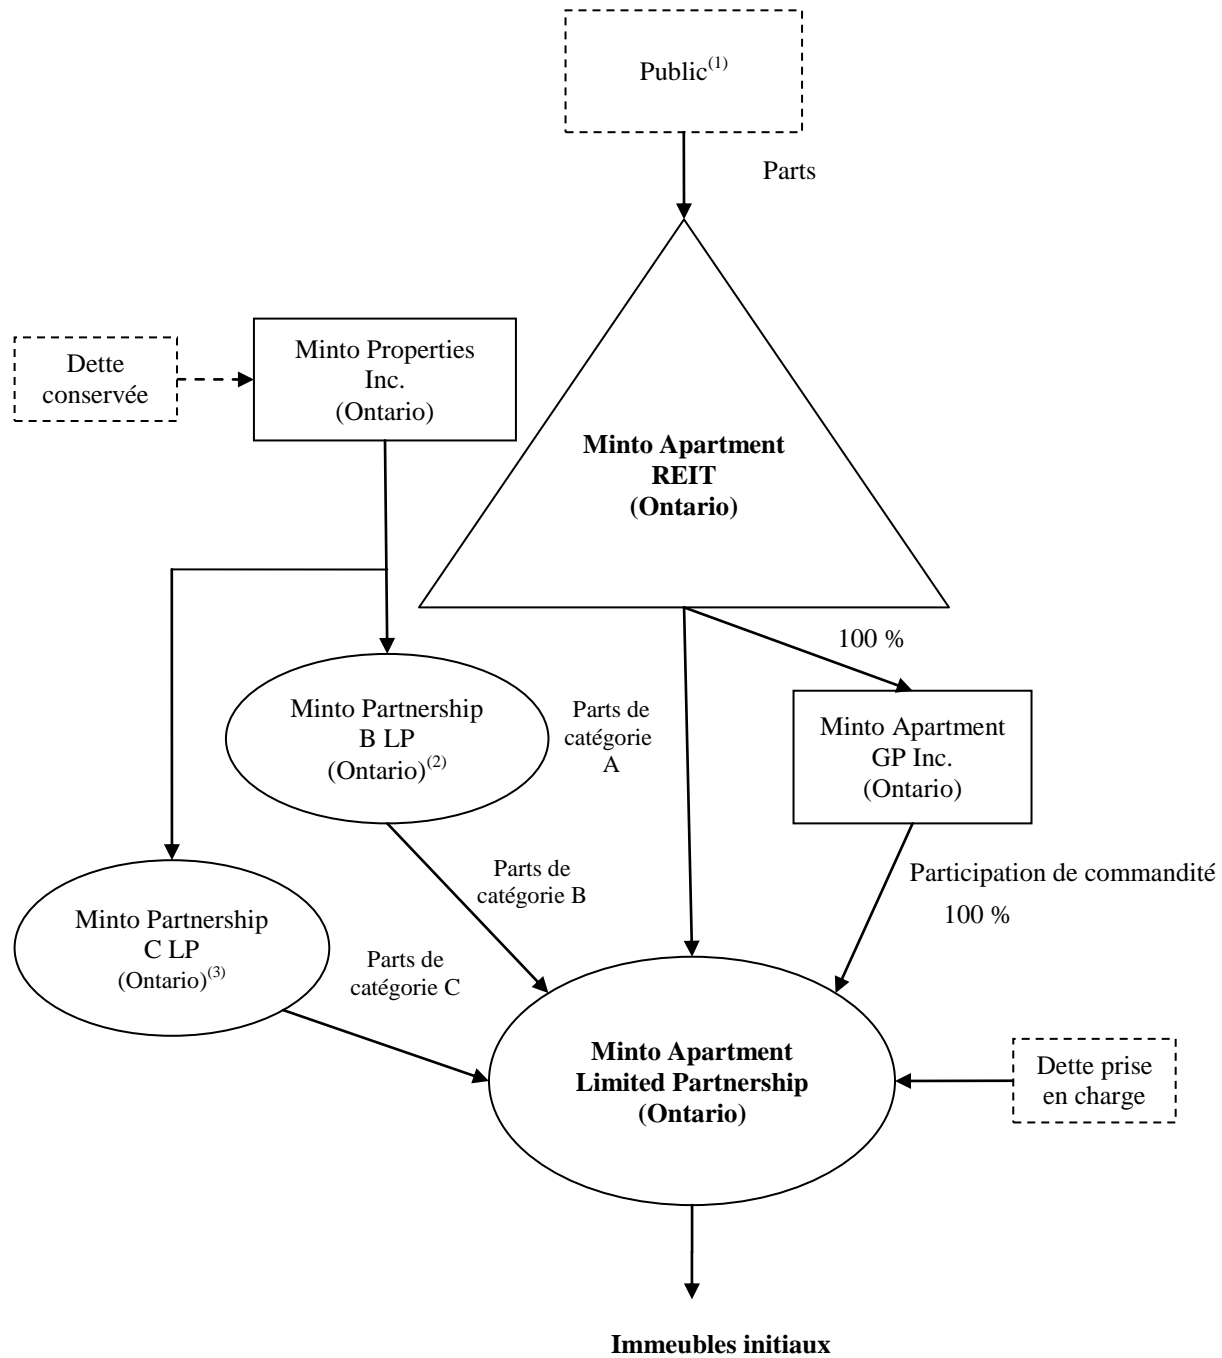 Public(1)
Parts
Dette
conservée
Minto Properties
Inc.
(Ontario)
Minto Apartment
REIT
(Ontario)
100 %
Minto Partnership
B LP
(Ontario)(2)
Parts de
catégorie
A
Minto Apartment
GP Inc.
(Ontario)
Parts de
catégorie B
Participation de commandité
100 %
Minto Partnership
C LP
(Ontario)(3)
Parts de
catégorie C
Minto Apartment
Limited Partnership
(Ontario)
Dette prise
en charge
Immeubles initiaux